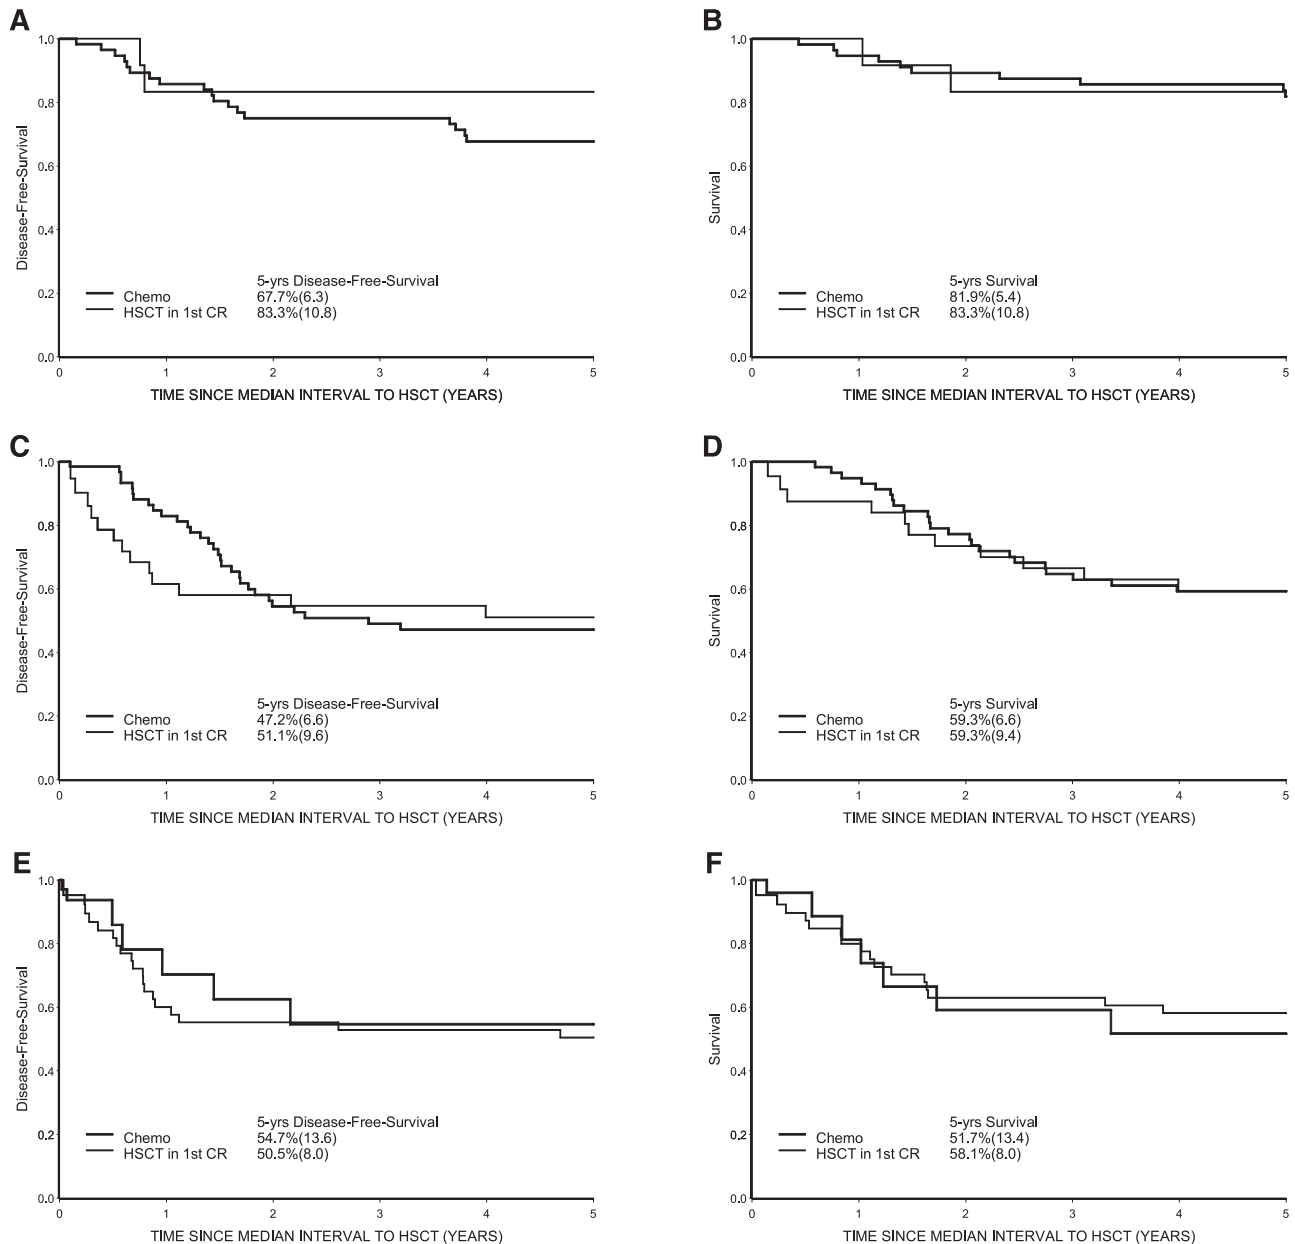 A
Disease-Free-Survival
1.0
0.8
0.6
0.4
0.2
0.0
5-yrs Disease-Free-Survival
Chemo 67.7%(6.3)
HSCT in 1st CR 83.3%(10.8)
0 1 2 3 4 5
TIME SINCE MEDIAN INTERVAL TO HSCT (YEARS)
B
Survival
1.0
0.8
0.6
0.4
0.2
0.0
5-yrs Survival
Chemo 81.9%(5.4)
HSCT in 1st CR 83.3%(10.8)
0 1 2 3 4 5
TIME SINCE MEDIAN INTERVAL TO HSCT (YEARS)
C
Disease-Free-Survival
1.0
0.8
0.6
0.4
0.2
0.0
5-yrs Disease-Free-Survival
Chemo 47.2%(6.6)
HSCT in 1st CR 51.1%(9.6)
0 1 2 3 4 5
TIME SINCE MEDIAN INTERVAL TO HSCT (YEARS)
D
Survival
1.0
0.8
0.6
0.4
0.2
0.0
5-yrs Survival
Chemo 59.3%(6.6)
HSCT in 1st CR 59.3%(9.4)
0 1 2 3 4 5
TIME SINCE MEDIAN INTERVAL TO HSCT (YEARS)
E
Disease-Free-Survival
1.0
0.8
0.6
0.4
0.2
0.0
5-yrs Disease-Free-Survival
Chemo 54.7%(13.6)
HSCT in 1st CR 50.5%(8.0)
0 1 2 3 4 5
TIME SINCE MEDIAN INTERVAL TO HSCT (YEARS)
F
Survival
1.0
0.8
0.6
0.4
0.2
0.0
5-yrs Survival
Chemo 51.7%(13.4)
HSCT in 1st CR 58.1%(8.0)
0 1 2 3 4 5
TIME SINCE MEDIAN INTERVAL TO HSCT (YEARS)